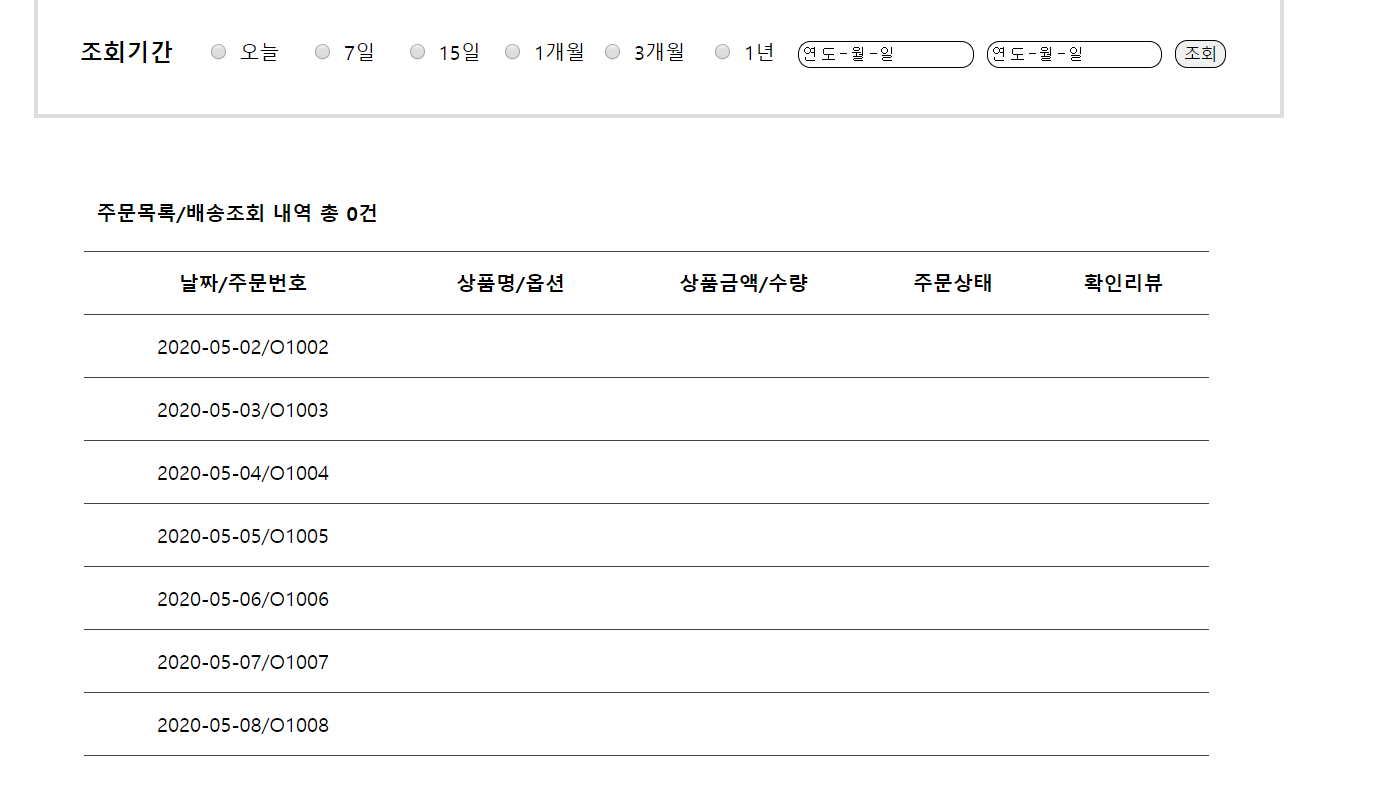 조회기간 오늘 7일 15일 1개월 3개월 1년 연도-월-일 연도-월-일 조회
주문목록/배송조회 내역 총 0건
날짜/주문번호 상품명/옵션 상품금액/수량 주문상태 확인리뷰
2020-05-02/O1002
2020-05-03/O1003
2020-05-04/O1004
2020-05-05/O1005
2020-05-06/O1006
2020-05-07/O1007
2020-05-08/O1008